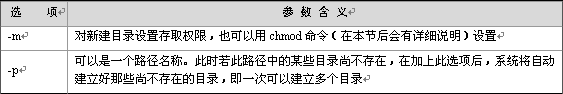 选 项 参 数 含 义
-m 对新建目录设置存取权限，也可以用 chmod 命令（在本节后会有详细说明）设置
-p 可以是一个路径名称。此时若此路径中的某些目录尚不存在，在加上此选项后，系统将自动
建立好那些尚不存在的目录，即一次可以建立多个目录